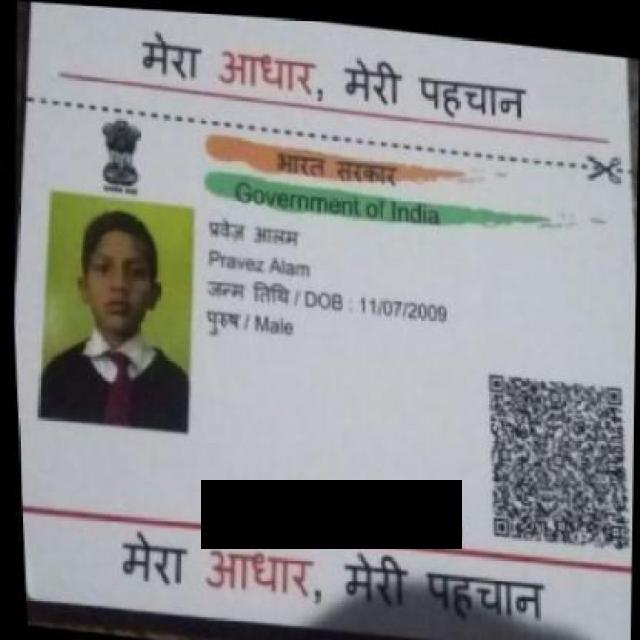 मेरा आधार, मेरी पहचान
भारत सरकार
Government of India
प्रवेज़ आलम
Pravez Alam
जन्म तिथि / DOB : 11/07/2009
पुरुष / Male
मेरा आधार, मेरी पहचान